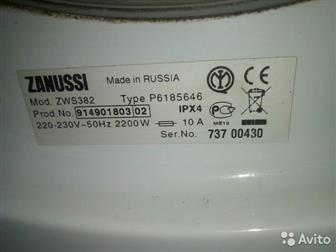 ZANUSSI Made in RUSSIA
Mod. ZWS382 Type P6185646
Prod.No. 914901803 02 IPX4
220-230V~50Hz 2200W 10 A
ME10
Ser.No. 737 00430
Avito